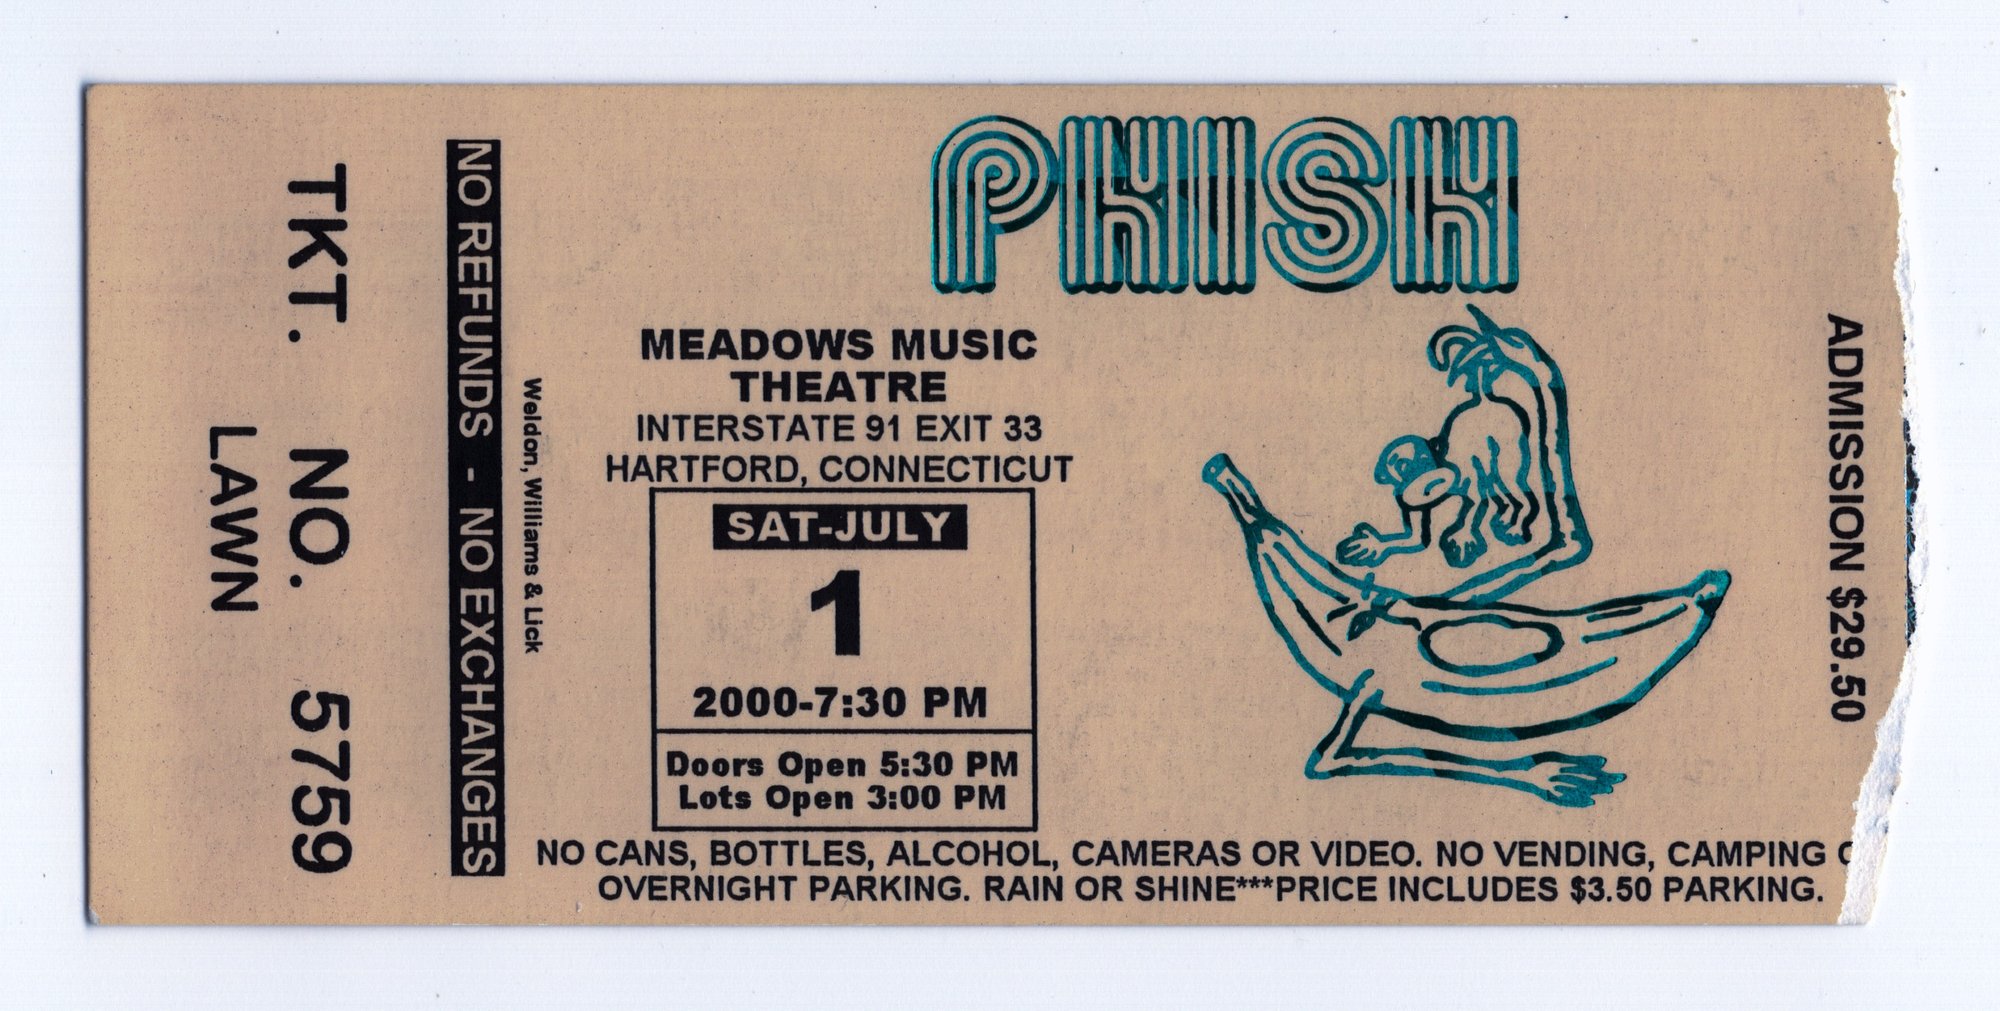 TKT. NO. 5759
LAWN
NO REFUNDS - NO EXCHANGES
Weldon, Williams & Lick
PHISH
MEADOWS MUSIC
THEATRE
INTERSTATE 91 EXIT 33
HARTFORD, CONNECTICUT
SAT-JULY
1
2000-7:30 PM
Doors Open 5:30 PM
Lots Open 3:00 PM
NO CANS, BOTTLES, ALCOHOL, CAMERAS OR VIDEO. NO VENDING, CAMPING
OVERNIGHT PARKING. RAIN OR SHINE***PRICE INCLUDES $3.50 PARKING.
ADMISSION $29.50